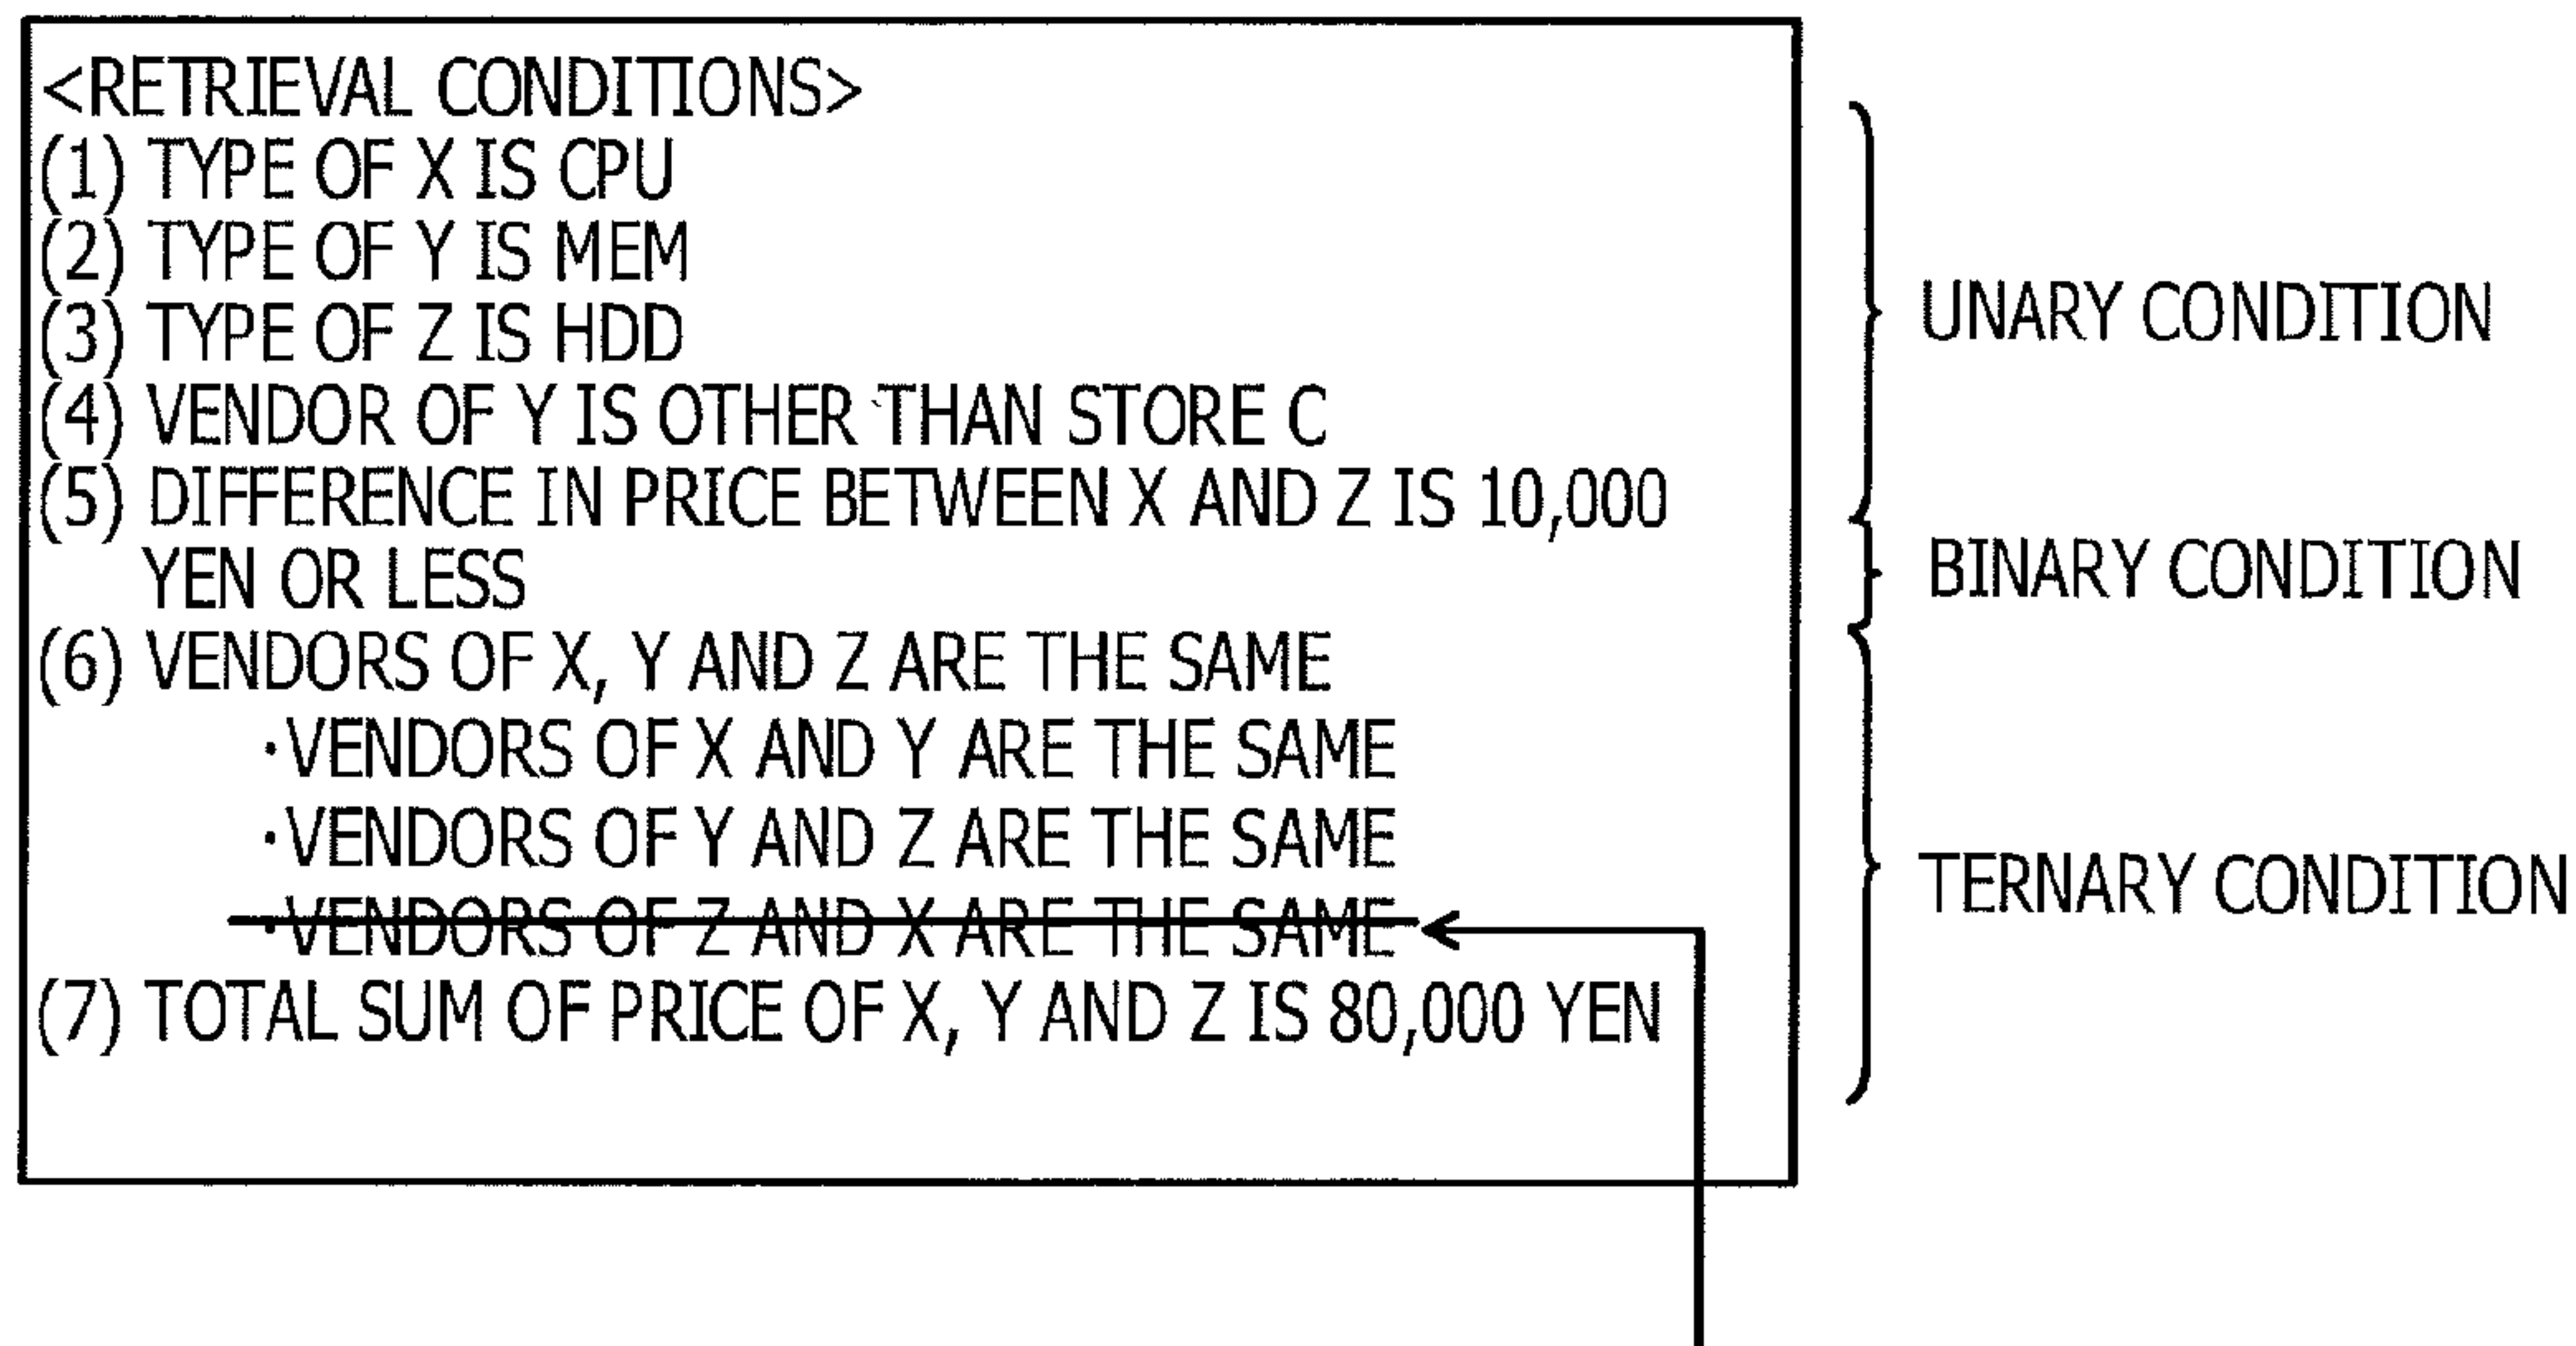 <RETRIEVAL CONDITIONS>
(1) TYPE OF X IS CPU
(2) TYPE OF Y IS MEM
(3) TYPE OF Z IS HDD
(4) VENDOR OF Y IS OTHER THAN STORE C
(5) DIFFERENCE IN PRICE BETWEEN X AND Z IS 10,000
YEN OR LESS
(6) VENDORS OF X, Y AND Z ARE THE SAME
·VENDORS OF X AND Y ARE THE SAME
·VENDORS OF Y AND Z ARE THE SAME
·VENDORS OF Z AND X ARE THE SAME
(7) TOTAL SUM OF PRICE OF X, Y AND Z IS 80,000 YEN
UNARY CONDITION
BINARY CONDITION
TERNARY CONDITION